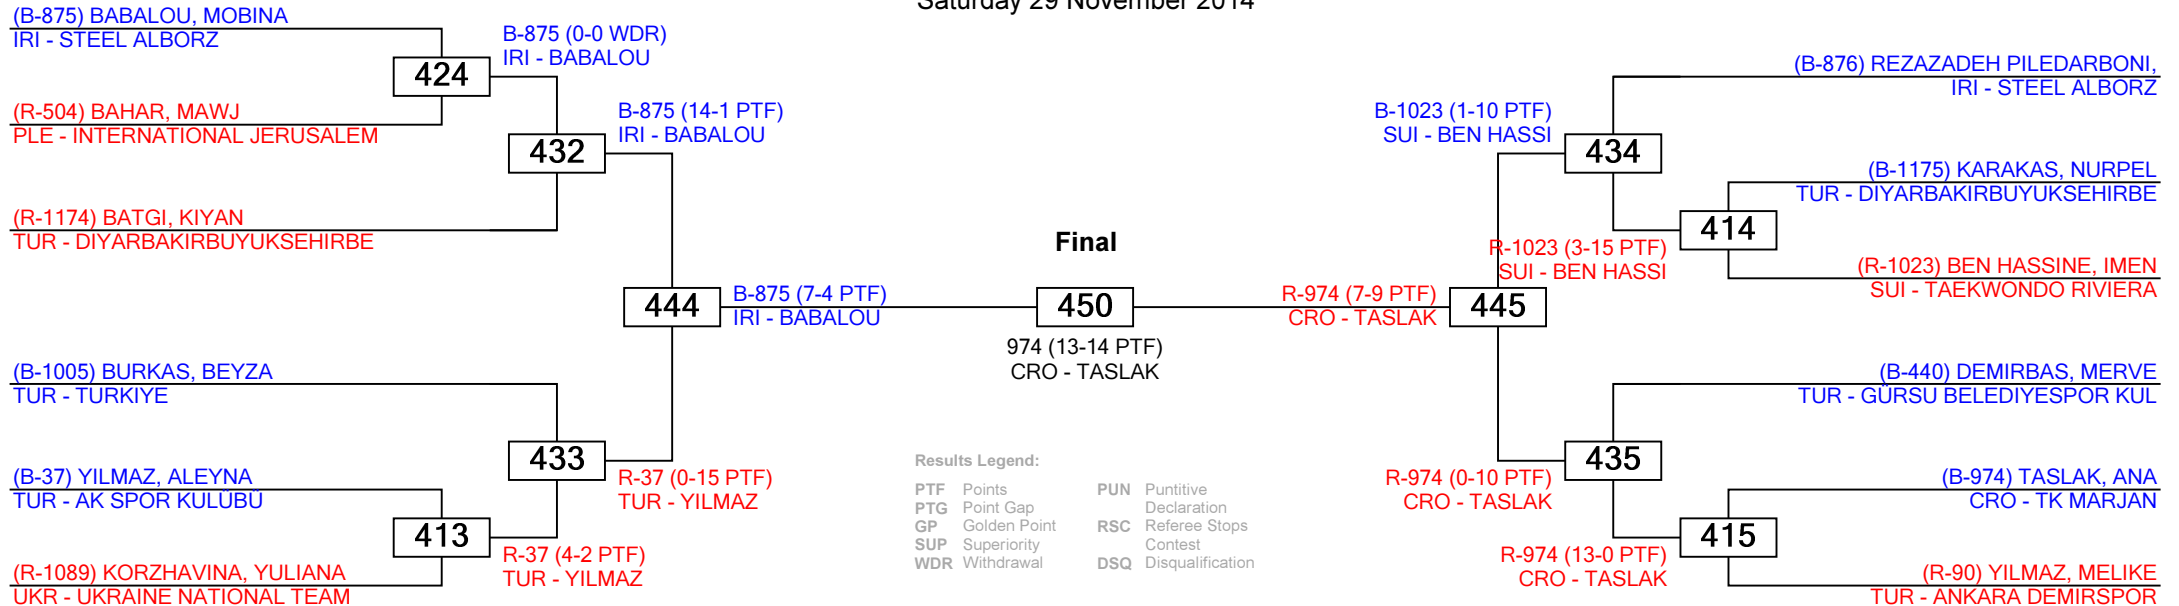 Saturday 29 November 2014
(B-875) BABALOU, MOBINA
IRI - STEEL ALBORZ
424
B-875 (0-0 WDR)
IRI - BABALOU
(R-504) BAHAR, MAWJ
PLE - INTERNATIONAL JERUSALEM
432
B-875 (14-1 PTF)
IRI - BABALOU
(R-1174) BATGI, KIYAN
TUR - DIYARBAKIRBUYUKSEHIRBE
444
B-875 (7-4 PTF)
IRI - BABALOU
(B-1005) BURKAS, BEYZA
TUR - TURKIYE
433
R-37 (0-15 PTF)
TUR - YILMAZ
(B-37) YILMAZ, ALEYNA
TUR - AK SPOR KULÜBÜ
413
R-37 (4-2 PTF)
TUR - YILMAZ
(R-1089) KORZHAVINA, YULIANA
UKR - UKRAINE NATIONAL TEAM
Final
450
974 (13-14 PTF)
CRO - TASLAK
Results Legend:
PTF Points
PTG Point Gap
GP Golden Point
SUP Superiority
WDR Withdrawal
PUN Puntitive
Declaration
RSC Referee Stops
Contest
DSQ Disqualification
(B-876) REZAZADEH PILEDARBONI,
IRI - STEEL ALBORZ
B-1023 (1-10 PTF)
SUI - BEN HASSI
434
(B-1175) KARAKAS, NURPEL
TUR - DIYARBAKIRBUYUKSEHIRBE
414
R-1023 (3-15 PTF)
SUI - BEN HASSI
(R-1023) BEN HASSINE, IMEN
SUI - TAEKWONDO RIVIERA
R-974 (7-9 PTF)
CRO - TASLAK
445
(B-440) DEMIRBAS, MERVE
TUR - GÜRSU BELEDIYESPOR KUL
435
R-974 (0-10 PTF)
CRO - TASLAK
(B-974) TASLAK, ANA
CRO - TK MARJAN
415
R-974 (13-0 PTF)
CRO - TASLAK
(R-90) YILMAZ, MELIKE
TUR - ANKARA DEMIRSPOR